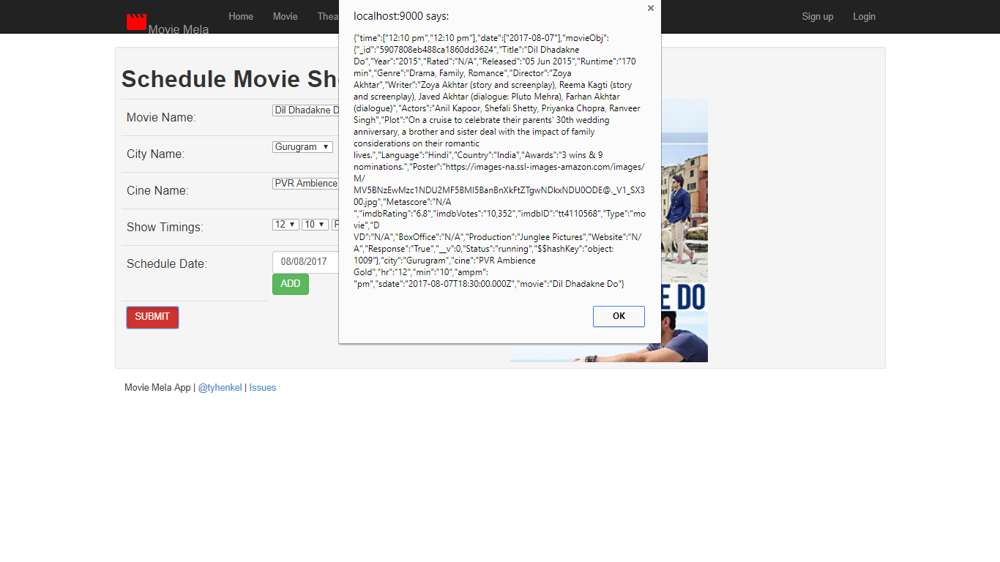 Movie Mela
Home Movie Thea
Sign up Login
localhost:9000 says:
{"time":["12:10 pm","12:10 pm"],"date":["2017-08-07"],"movieObj":
{"_id":"5907808eb488ca1860dd3624","Title":"Dil Dhadakne
Do","Year":"2015","Rated":"N/A","Released":"05 Jun 2015","Runtime":"170
min","Genre":"Drama, Family, Romance","Director":"Zoya
Akhtar","Writer":"Zoya Akhtar (story and screenplay), Reema Kagti (story
and screenplay), Javed Akhtar (dialogue: Pluto Mehra), Farhan Akhtar
(dialogue)","Actors":"Anil Kapoor, Shefali Shetty, Priyanka Chopra, Ranveer
Singh","Plot":"On a cruise to celebrate their parents' 30th wedding
anniversary, a brother and sister deal with the impact of family
considerations on their romantic
lives.","Language":"Hindi","Country":"India","Awards":"3 wins & 9
nominations.","Poster":"https://images-na.ssl-images-amazon.com/images/
M/
MV5BNzEwMzc1NDU2MF5BMl5BanBnXkFtZTgwNDkxNDU0ODE@._V1_SX3
00.jpg","Metascore":"N/A
","imdbRating":"6.8","imdbVotes":"10,352","imdbID":"tt4110568","Type":"mo
vie","D
VD":"N/A","BoxOffice":"N/A","Production":"Junglee Pictures","Website":"N/
A","Response":"True","__v":0,"Status":"running","$$hashKey":"object:
1009"},"city":"Gurugram","cine":"PVR Ambience
Gold","hr":"12","min":"10","ampm":
"pm","sdate":"2017-08-07T18:30:00.000Z","movie":"Dil Dhadakne Do"}
OK
Schedule Movie Sh
Movie Name: Dil Dhadakne D
City Name: Gurugram
Cine Name: PVR Ambience
Show Timings: 12 10 P
Schedule Date: 08/08/2017
ADD
SUBMIT
E DO
Movie Mela App | @tyhenkel | Issues